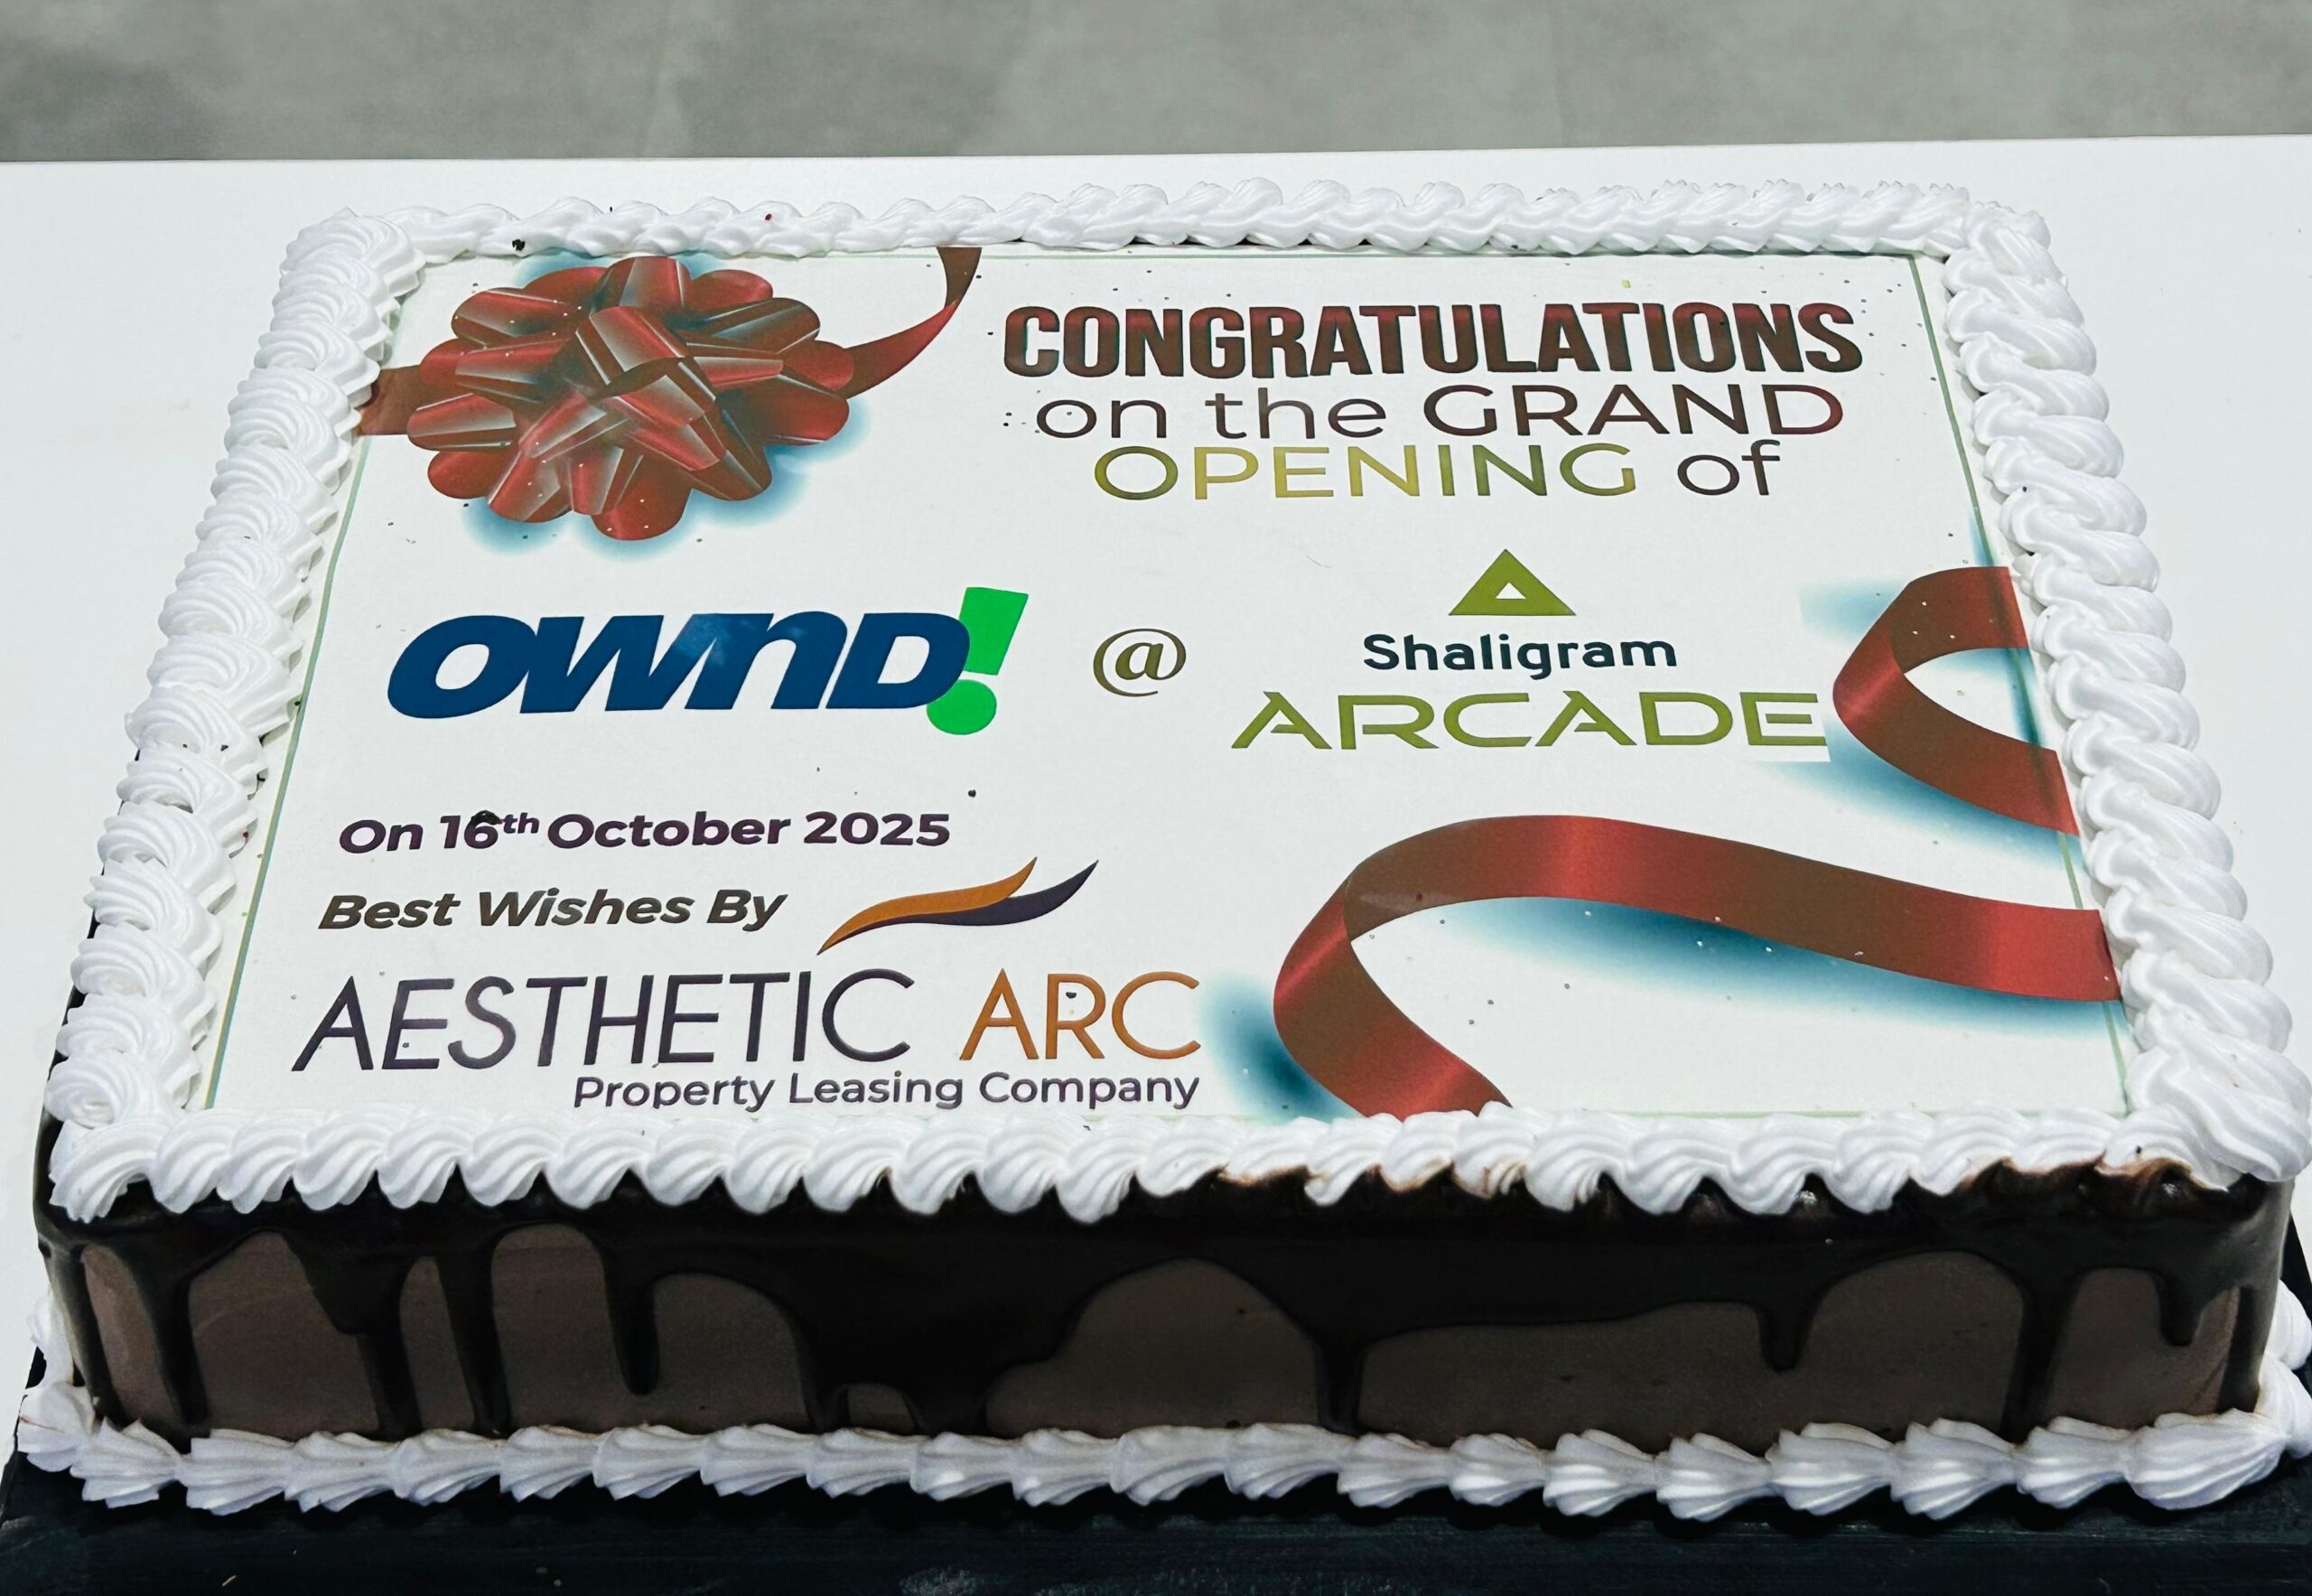 CONGRATULATIONS
on the GRAND
OPENING of
OWND!
@
Shaligram
ARCADE
On 16th October 2025
Best Wishes By
AESTHETIC ARC
Property Leasing Company